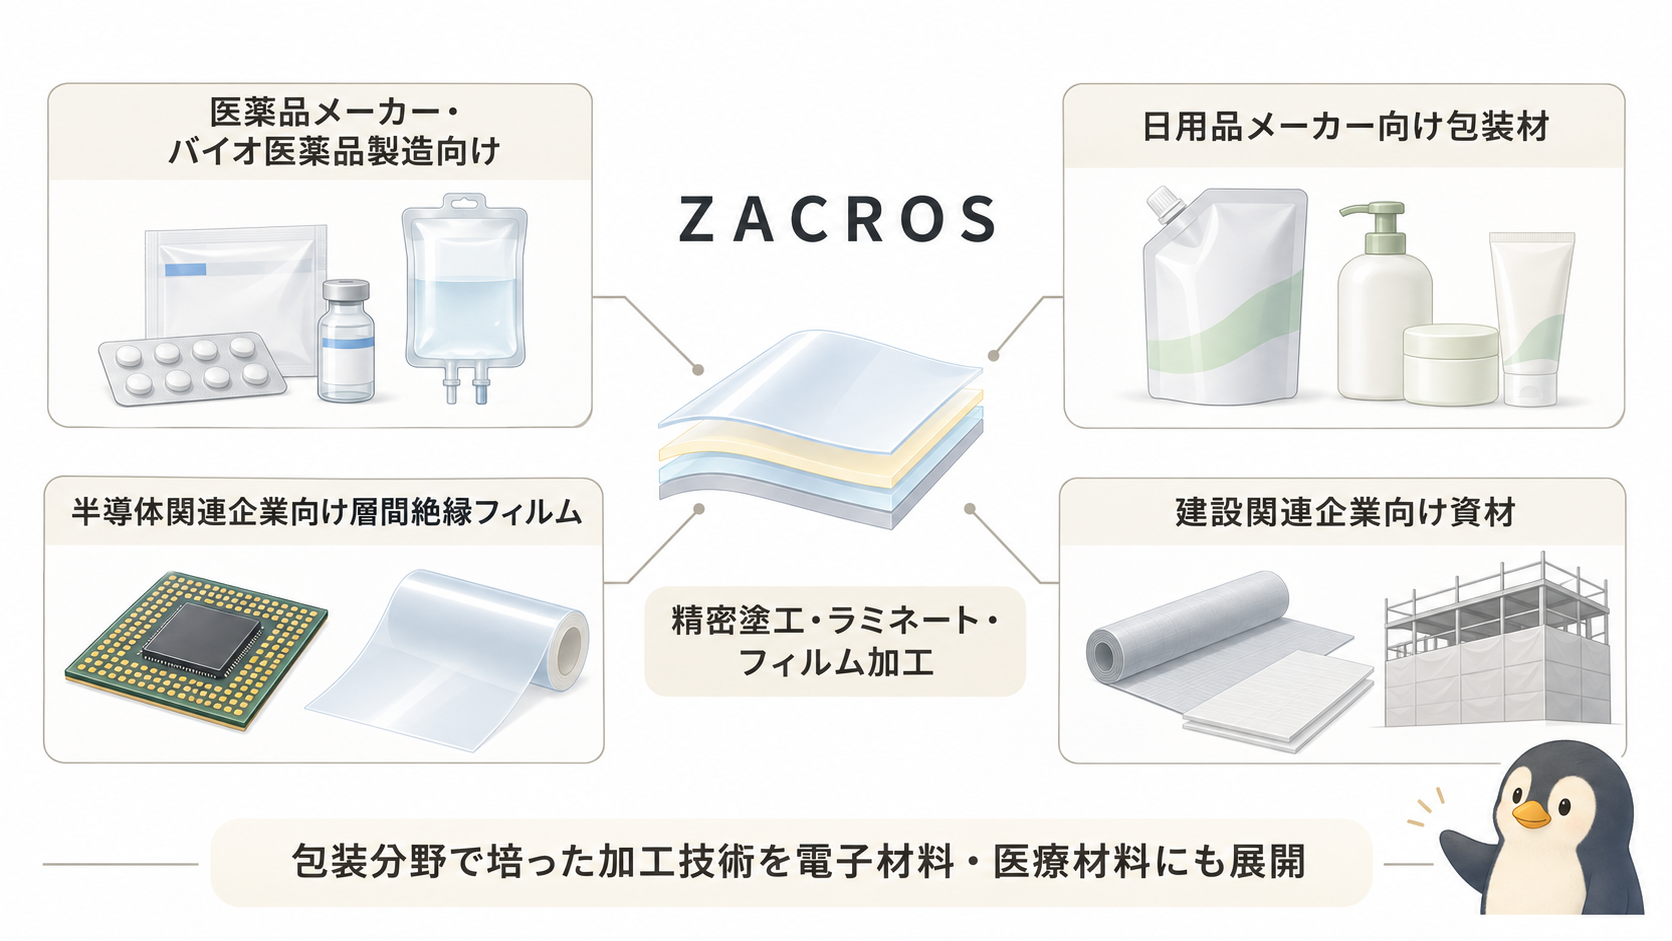 医薬品メーカー・
バイオ医薬品製造向け
日用品メーカー向け包装材
ZACROS
半導体関連企業向け層間絶縁フィルム
建設関連企業向け資材
精密塗工・ラミネート・
フィルム加工
包装分野で培った加工技術を電子材料・医療材料にも展開